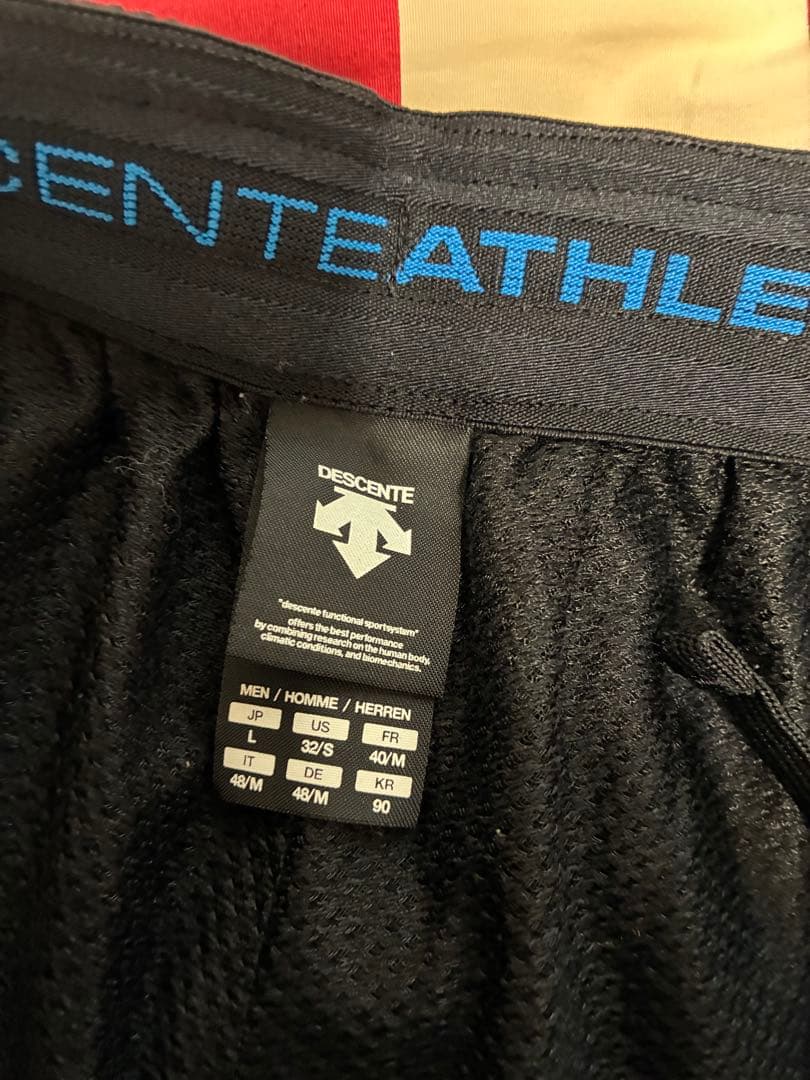 CENTEATHLE
DESCENTE
"descente functional sportsystem"
offers the best performance
by combining research on the human body,
climatic conditions, and biomechanics.
MEN / HOMME / HERREN
JP US FR
L 32/S 40/M
IT DE KR
48/M 48/M 90